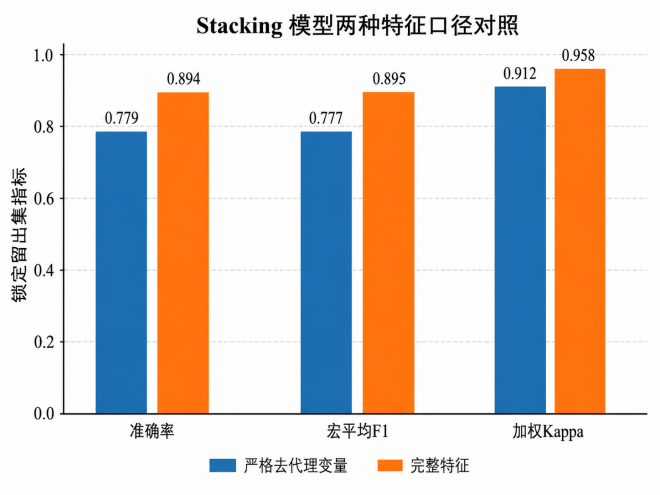 Stacking 模型两种特征口径对照
锁定留出集指标
1.0
0.8
0.6
0.4
0.2
0.0
0.779
0.894
0.777
0.895
0.912
0.958
准确率
宏平均F1
加权Kappa
严格去代理变量
完整特征